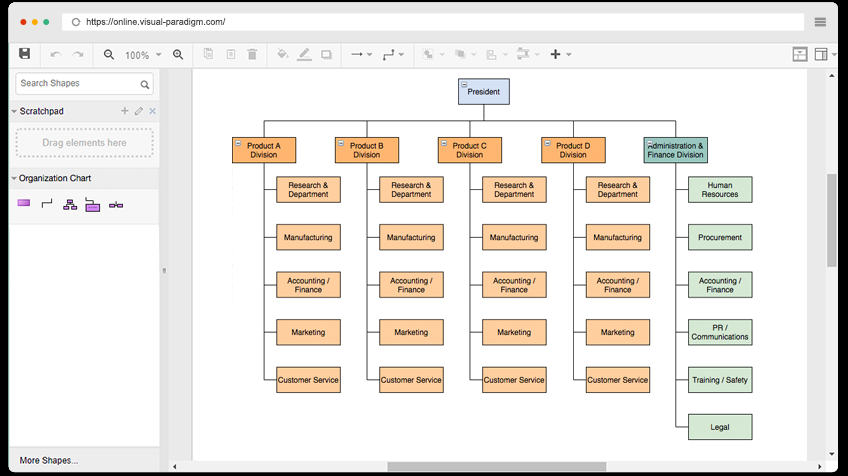 https://online.visual-paradigm.com/
100%
Search Shapes
Scratchpad
Drag elements here
Organization Chart
More Shapes...
President
Product A
Division
Product B
Division
Product C
Division
Product D
Division
Administration &
Finance Division
Research &
Department
Research &
Department
Research &
Department
Research &
Department
Human
Resources
Manufacturing
Manufacturing
Manufacturing
Manufacturing
Procurement
Accounting /
Finance
Accounting /
Finance
Accounting /
Finance
Accounting /
Finance
Accounting /
Finance
Marketing
Marketing
Marketing
Marketing
PR /
Communications
Customer Service
Customer Service
Customer Service
Customer Service
Training / Safety
Legal